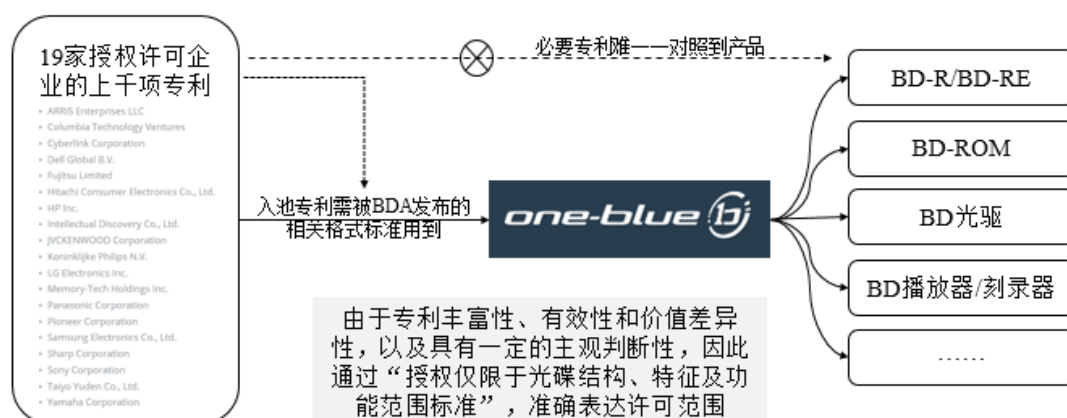 19家授权许可企
业的上千项专利
• ARRIS Enterprises LLC
• Columbia Technology Ventures
• Cyberlink Corporation
• Dell Global B.V.
• Fujitsu Limited
• Hitachi Consumer Electronics Co., Ltd.
• HP Inc.
• Intellectual Discovery Co., Ltd.
• JVCKENWOOD Corporation
• Koninklijke Philips N.V.
• LG Electronics Inc.
• Memory-Tech Holdings Inc.
• Panasonic Corporation
• Pioneer Corporation
• Samsung Electronics Co., Ltd.
• Sharp Corporation
• Sony Corporation
• Taiyo Yuden Co., Ltd.
• Yamaha Corporation
必要专利难一一对照到产品
入池专利需被BDA发布的
相关格式标准用到
one-blue
BD-R/BD-RE
BD-ROM
BD光驱
BD播放器/刻录器
……
由于专利丰富性、有效性和价值差异
性，以及具有一定的主观判断性，因此
通过“授权仅限于光碟结构、特征及功
能范围标准”，准确表达许可范围